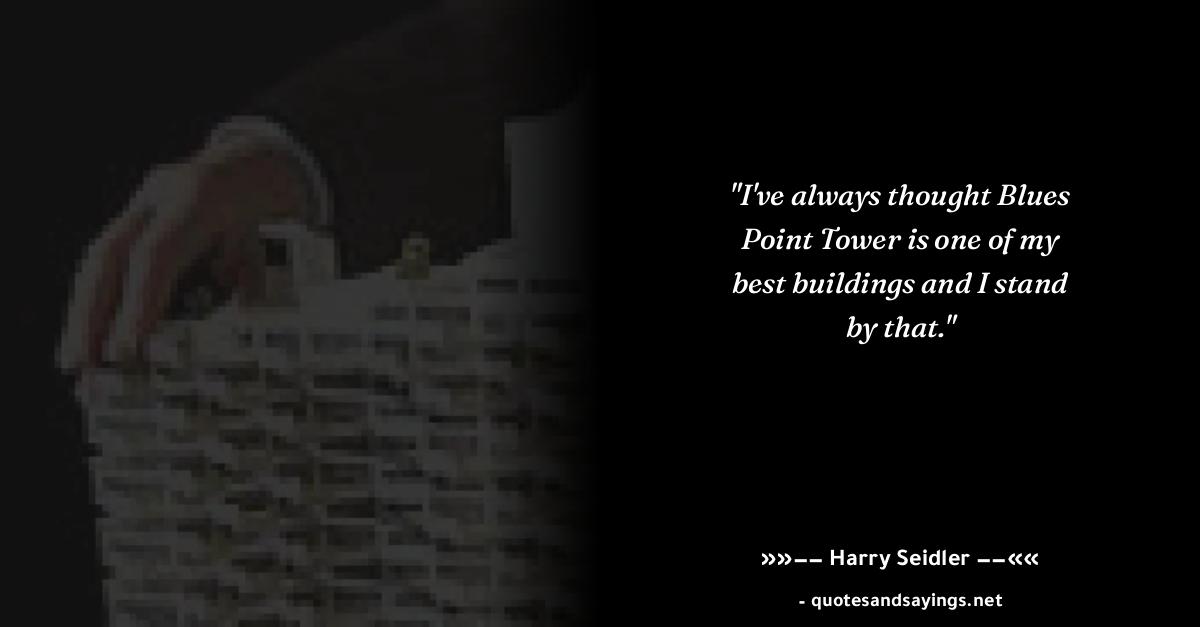 "I've always thought Blues
Point Tower is one of my
best buildings and I stand
by that."
»»−− Harry Seidler −−««
- quotesandsayings.net